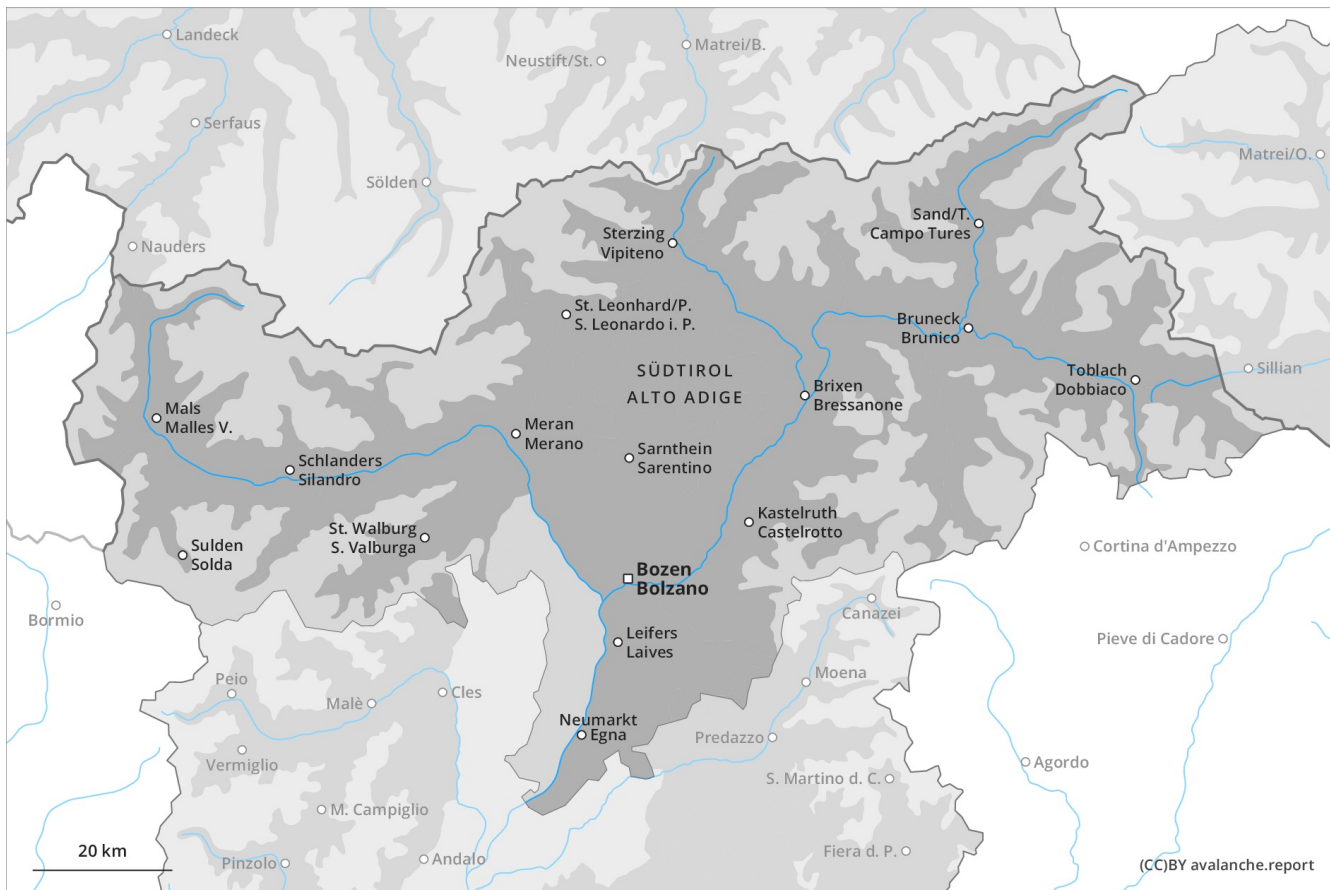 Landeck
Matrei/B.
Neustift/St.
Serfaus
Matrei/O.
Sölden
Sand/T.
Campo Tures
Nauders
Sterzing
Vipiteno
St. Leonhard/P.
S. Leonardo i. P.
Bruneck
Brunico
SÜDTIROL
ALTO ADIGE
Toblach
Dobbiaco
Sillian
Brixen
Bressanone
Mals
Malles V.
Meran
Merano
Schlanders
Silandro
Sarnthein
Sarentino
Kastelruth
Castelrotto
St. Walburg
S. Valburga
Sulden
Solda
Cortina d'Ampezzo
Bozen
Bolzano
Bormio
Canazei
Leifers
Laives
Pieve di Cadore
Peio
Moena
Malè
Cles
Neumarkt
Egna
Predazzo
Vermiglio
Agordo
S. Martino d. C.
M. Campiglio
20 km
Pinzolo
Andalo
Fiera d. P.
(CC)BY avalanche.report